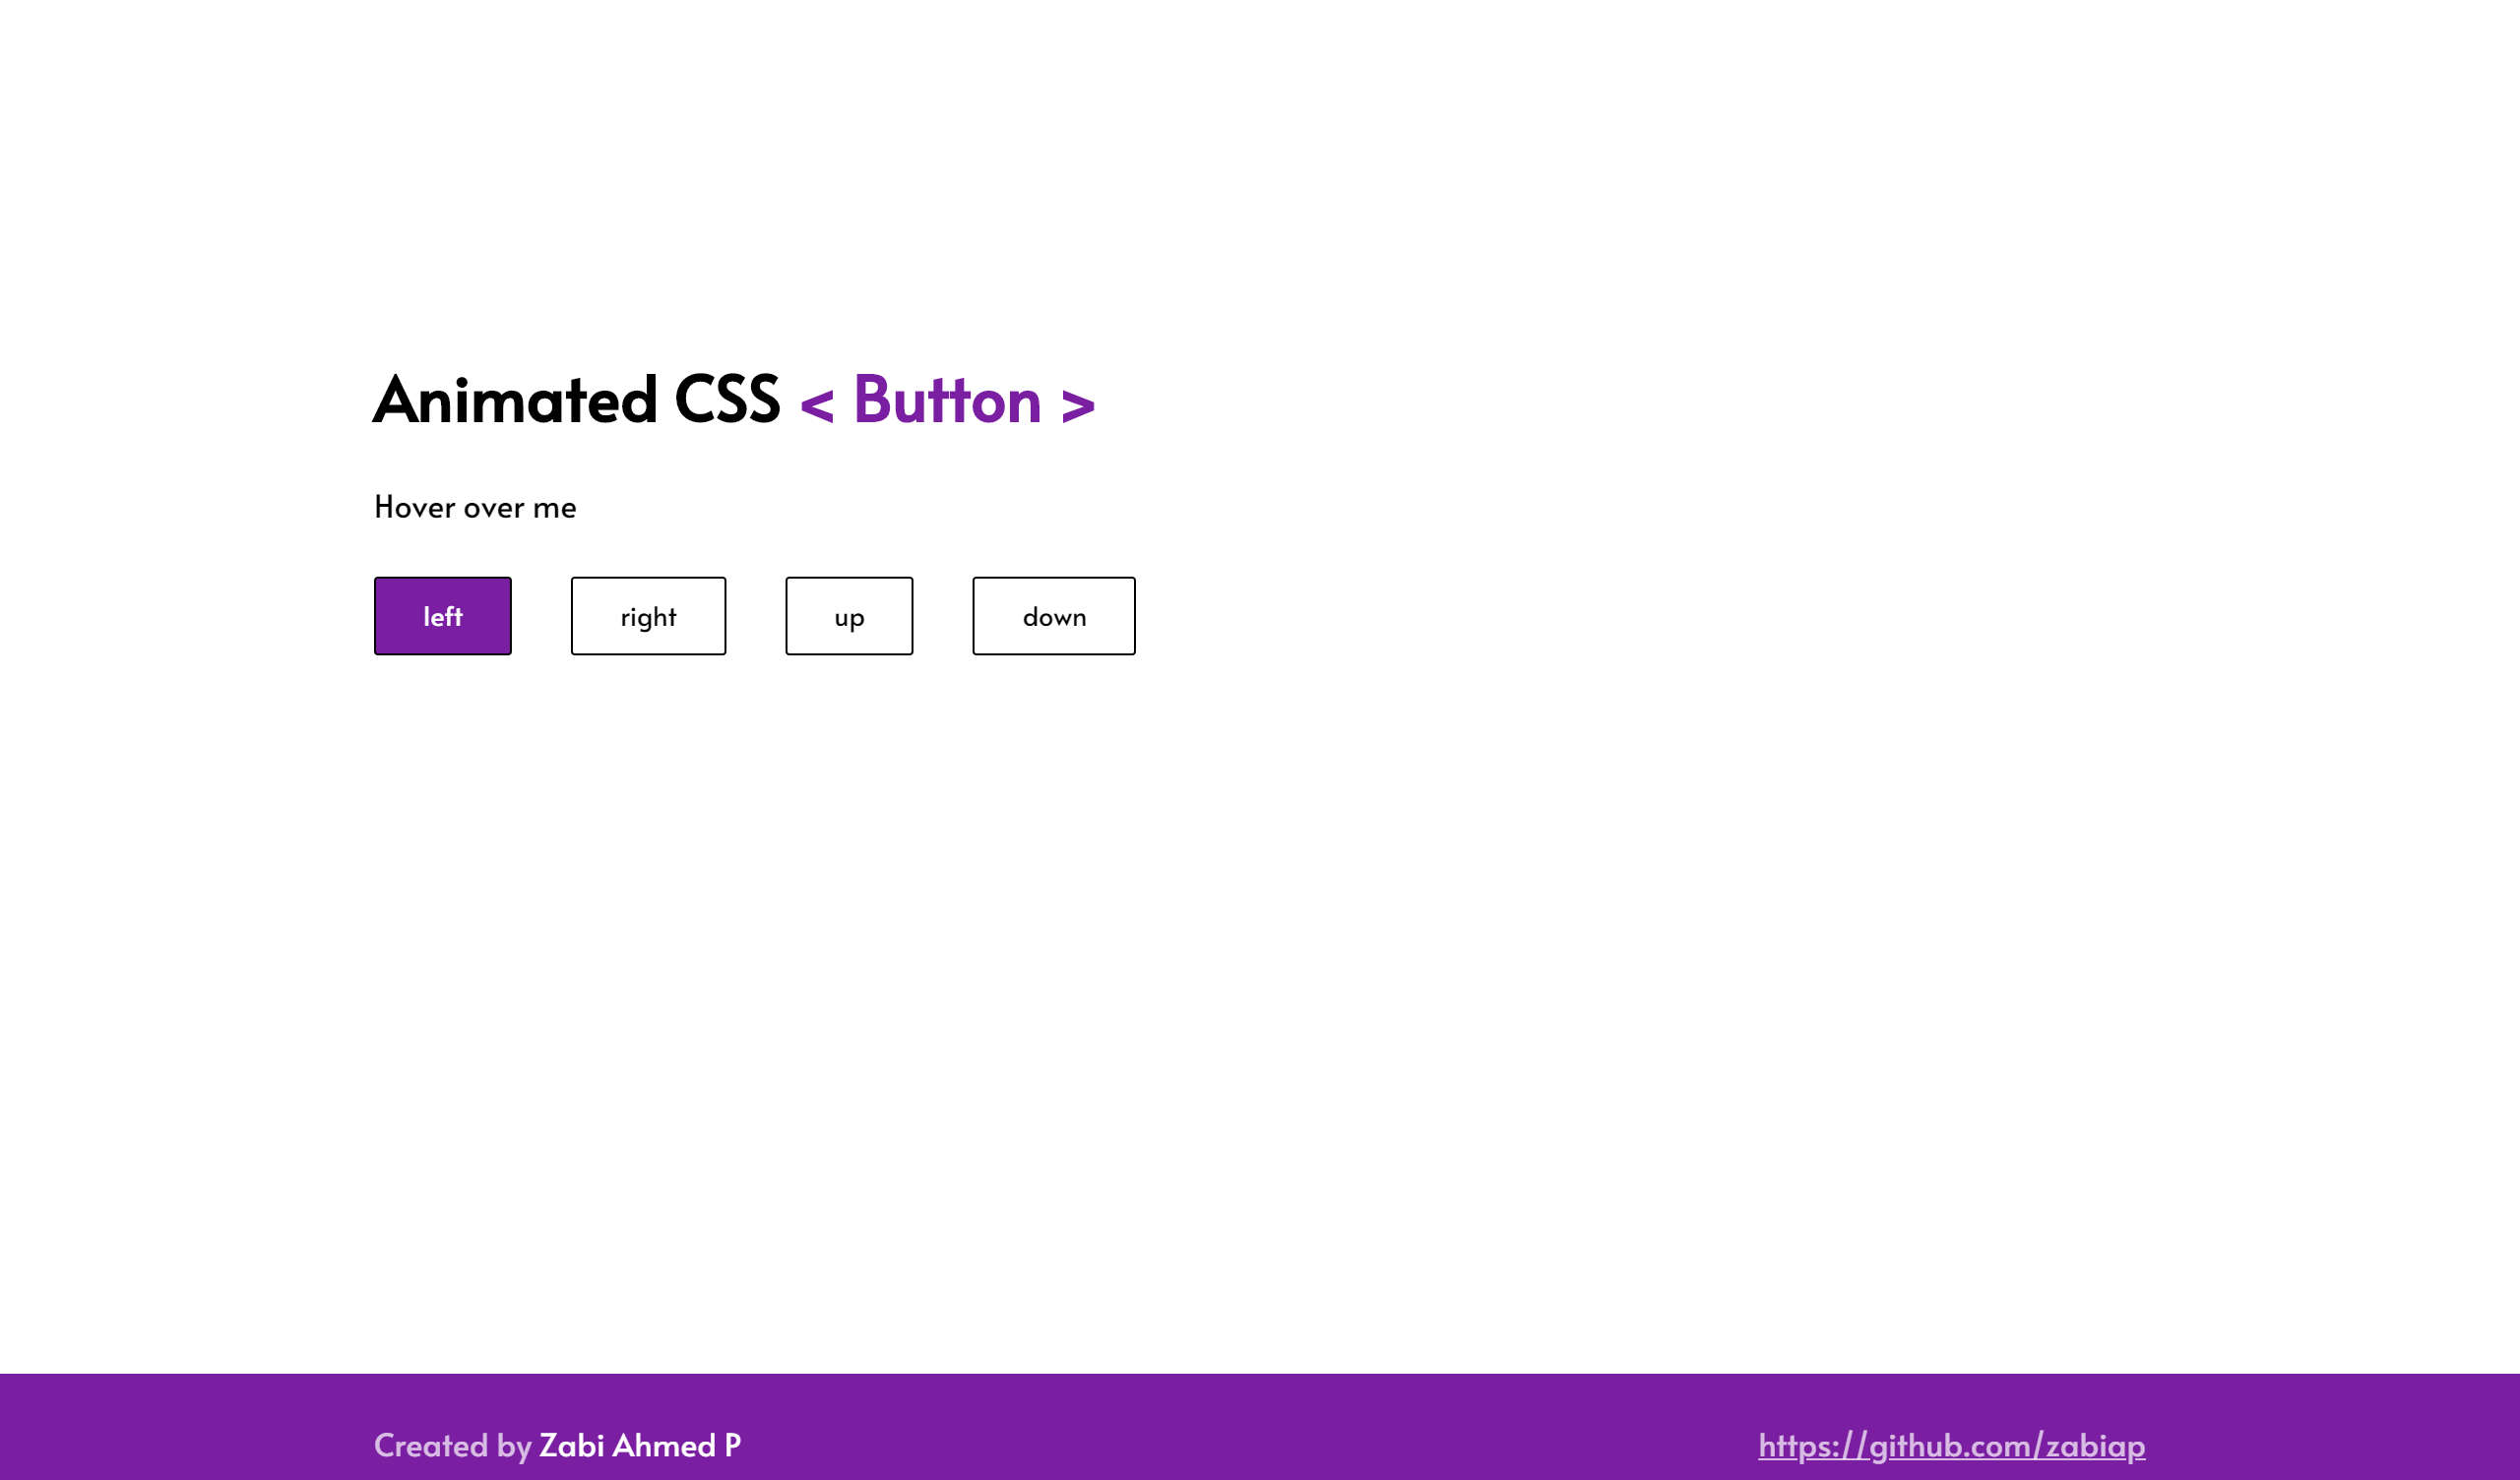 Animated CSS < Button >
Hover over me
left right up down
Created by Zabi Ahmed P https://github.com/zabiap